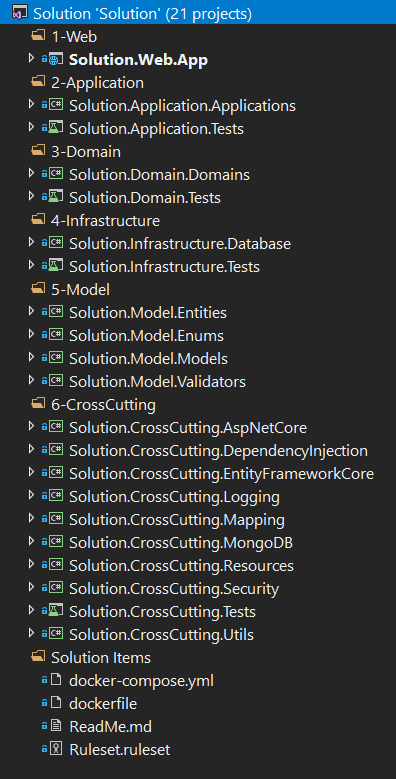 Solution 'Solution' (21 projects)
1-Web
Solution.Web.App
2-Application
C# Solution.Application.Applications
Solution.Application.Tests
3-Domain
C# Solution.Domain.Domains
Solution.Domain.Tests
4-Infrastructure
C# Solution.Infrastructure.Database
Solution.Infrastructure.Tests
5-Model
C# Solution.Model.Entities
C# Solution.Model.Enums
C# Solution.Model.Models
C# Solution.Model.Validators
6-CrossCutting
C# Solution.CrossCutting.AspNetCore
C# Solution.CrossCutting.DependencyInjection
C# Solution.CrossCutting.EntityFrameworkCore
C# Solution.CrossCutting.Logging
C# Solution.CrossCutting.Mapping
C# Solution.CrossCutting.MongoDB
C# Solution.CrossCutting.Resources
C# Solution.CrossCutting.Security
Solution.CrossCutting.Tests
C# Solution.CrossCutting.Utils
Solution Items
docker-compose.yml
dockerfile
ReadMe.md
Ruleset.ruleset